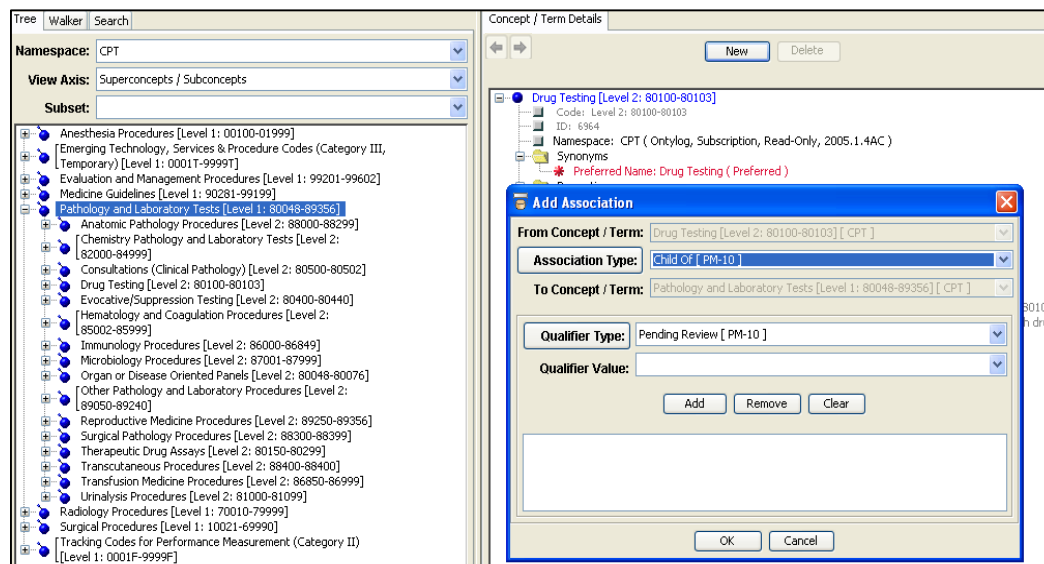 Tree Walker Search
Namespace: CPT
View Axis: Superconcepts / Subconcepts
Subset:
Anesthesia Procedures [Level 1: 00100-01999]
[Emerging Technology, Services & Procedure Codes (Category III,
Temporary) [Level 1: 0001T-9999T]
Evaluation and Management Procedures [Level 1: 99201-99602]
Medicine Guidelines [Level 1: 90281-99199]
Pathology and Laboratory Tests [Level 1: 80048-89356]
Anatomic Pathology Procedures [Level 2: 88000-88299]
[Chemistry Pathology and Laboratory Tests [Level 2:
82000-84999]
Consultations (Clinical Pathology) [Level 2: 80500-80502]
Drug Testing [Level 2: 80100-80103]
Evocative/Suppression Testing [Level 2: 80400-80440]
[Hematology and Coagulation Procedures [Level 2:
85002-85999]
Immunology Procedures [Level 2: 86000-86849]
Microbiology Procedures [Level 2: 87001-87999]
Organ or Disease Oriented Panels [Level 2: 80048-80076]
[Other Pathology and Laboratory Procedures [Level 2:
89050-89240]
Reproductive Medicine Procedures [Level 2: 89250-89356]
Surgical Pathology Procedures [Level 2: 88300-88399]
Therapeutic Drug Assays [Level 2: 80150-80299]
Transcutaneous Procedures [Level 2: 88400-88400]
Transfusion Medicine Procedures [Level 2: 86850-86999]
Urinalysis Procedures [Level 2: 81000-81099]
Radiology Procedures [Level 1: 70010-79999]
Surgical Procedures [Level 1: 10021-69990]
[Tracking Codes for Performance Measurement (Category II)
[Level 1: 0001F-9999F]
Concept / Term Details
New Delete
Drug Testing [Level 2: 80100-80103]
Code: Level 2: 80100-80103
ID: 6964
Namespace: CPT ( Ontylog, Subscription, Read-Only, 2005.1.4AC )
Synonyms
Preferred Name: Drug Testing ( Preferred )
Add Association
From Concept / Term: Drug Testing [Level 2: 80100-80103] [ CPT ]
Association Type: Child Of [ PM-10 ]
To Concept / Term: Pathology and Laboratory Tests [Level 1: 80048-89356] [ CPT ]
Qualifier Type: Pending Review [ PM-10 ]
Qualifier Value:
Add Remove Clear
OK Cancel